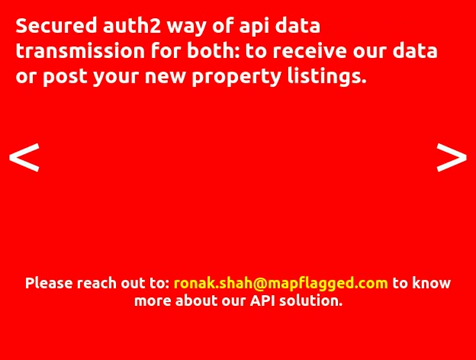 Secured auth2 way of api data
transmission for both: to receive our data
or post your new property listings.
< >
Please reach out to: ronak.shah@mapflagged.com to know
more about our API solution.